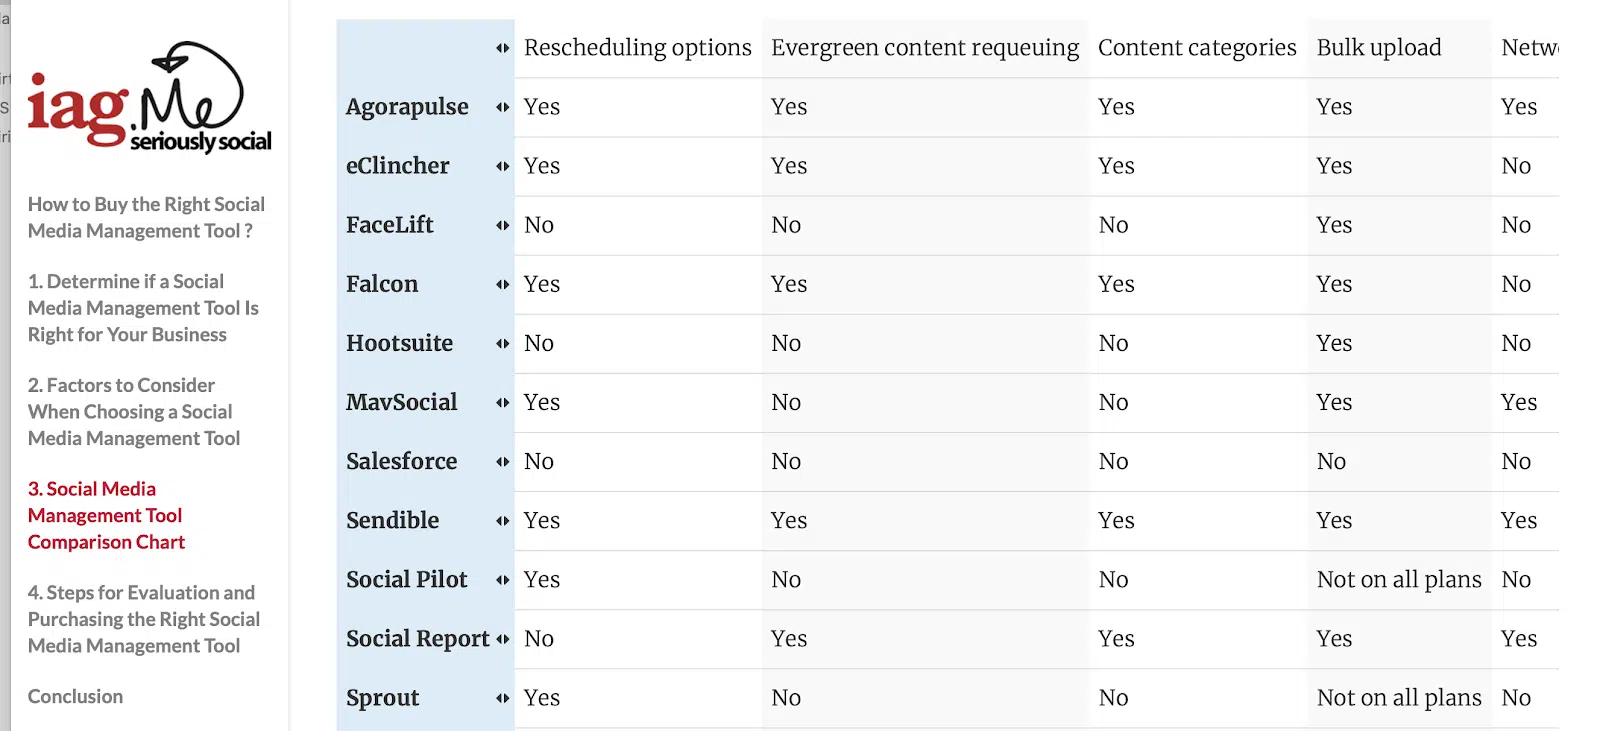 iag.Me
seriously social
How to Buy the Right Social
Media Management Tool ?
1. Determine if a Social
Media Management Tool Is
Right for Your Business
2. Factors to Consider
When Choosing a Social
Media Management Tool
3. Social Media
Management Tool
Comparison Chart
4. Steps for Evaluation and
Purchasing the Right Social
Media Management Tool
Conclusion
Rescheduling options Evergreen content requeuing Content categories Bulk upload
Agorapulse Yes Yes Yes Yes Yes
eClincher Yes Yes Yes Yes No
FaceLift No No No Yes No
Falcon Yes Yes Yes Yes No
Hootsuite No No No Yes No
MavSocial Yes No No Yes Yes
Salesforce No No No No No
Sendible Yes Yes Yes Yes Yes
Social Pilot Yes No No Not on all plans No
Social Report No Yes Yes Yes Yes
Sprout Yes No No Not on all plans No